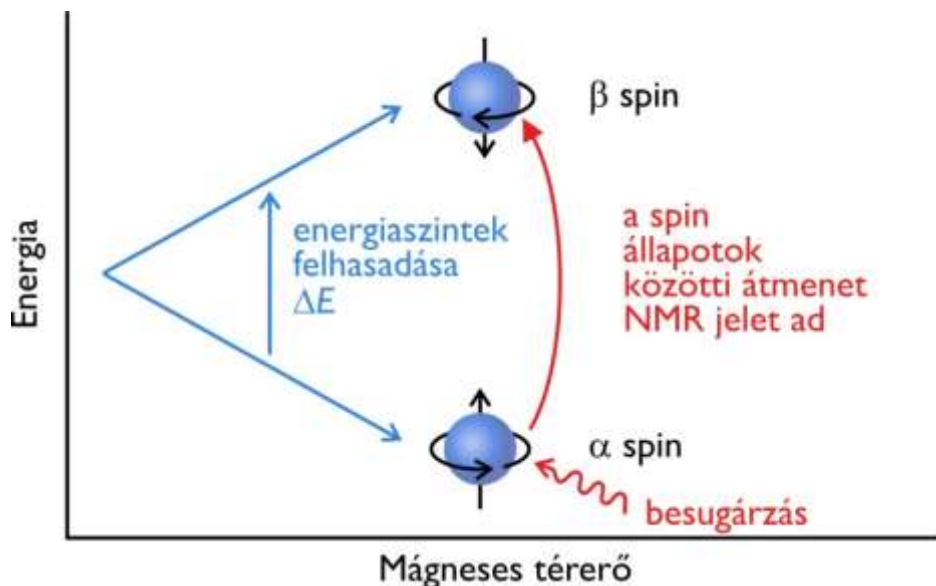 β spin
energiaszintek
felhasadása
ΔE
a spin
állapotok
közötti átmenet
NMR jelet ad
Energia
α spin
besugárzás
Mágneses térerő